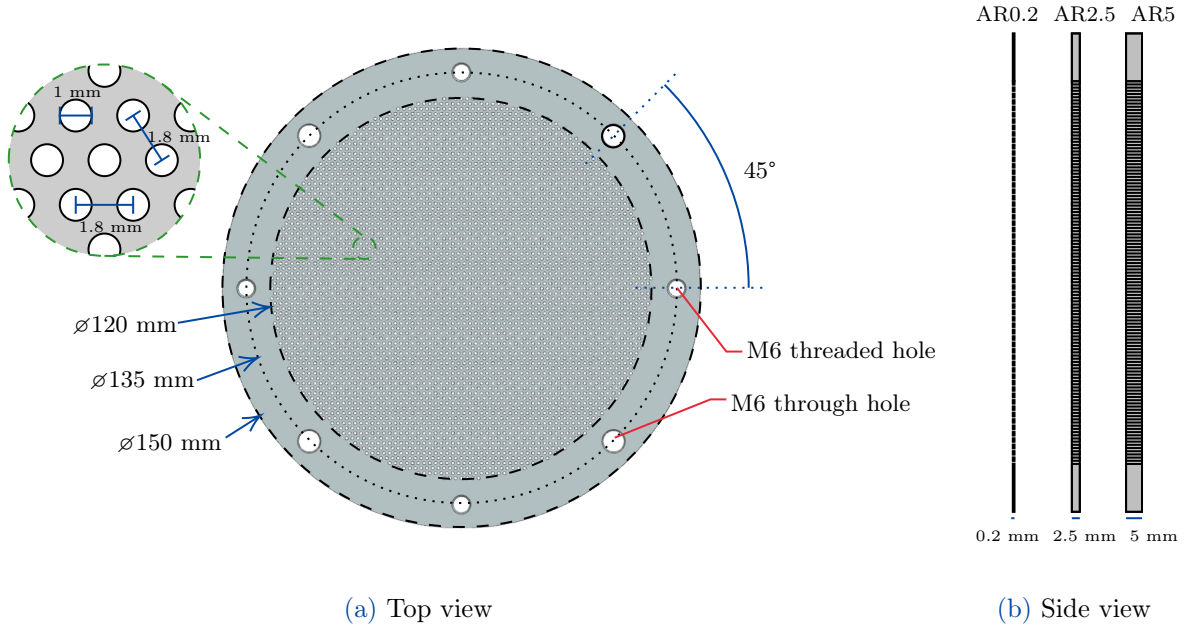 1 mm
1.8 mm
1.8 mm
45°
⌀120 mm
⌀135 mm
⌀150 mm
M6 threaded hole
M6 through hole
(a) Top view
AR0.2 AR2.5 AR5
0.2 mm 2.5 mm 5 mm
(b) Side view